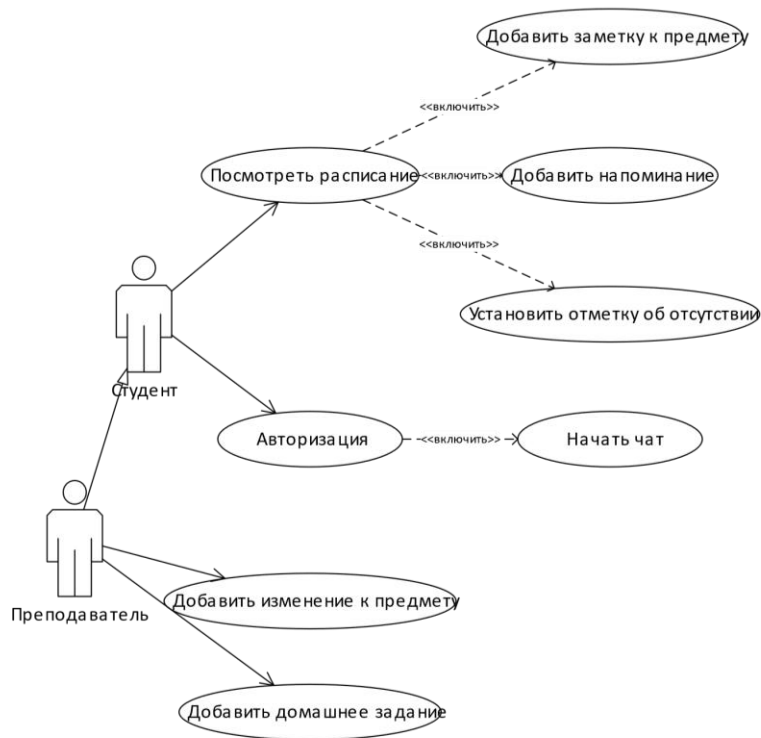 Добавить заметку к предмету
<<включить>>
Посмотреть расписание
<<включить>>
Добавить напоминание
<<включить>>
Установить отметку об отсутствии
Студент
Авторизация
<<включить>>
Начать чат
Преподаватель
Добавить изменение к предмету
Добавить домашнее задание